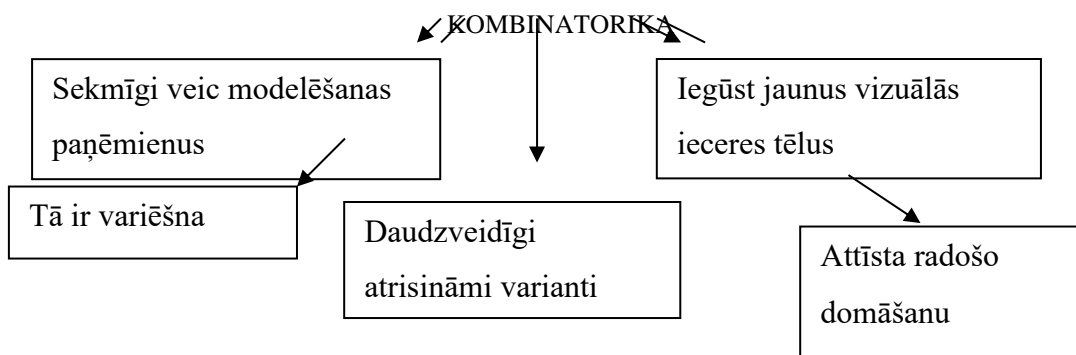 KOMBINATORIKA
Sekmīgi veic modelēšanas
paņēmienus
Iegūst jaunus vizuālās
ieceres tēlus
Tā ir variēšna
Daudzveidīgi
atrisināmi varianti
Attīsta radošo
domāšanu